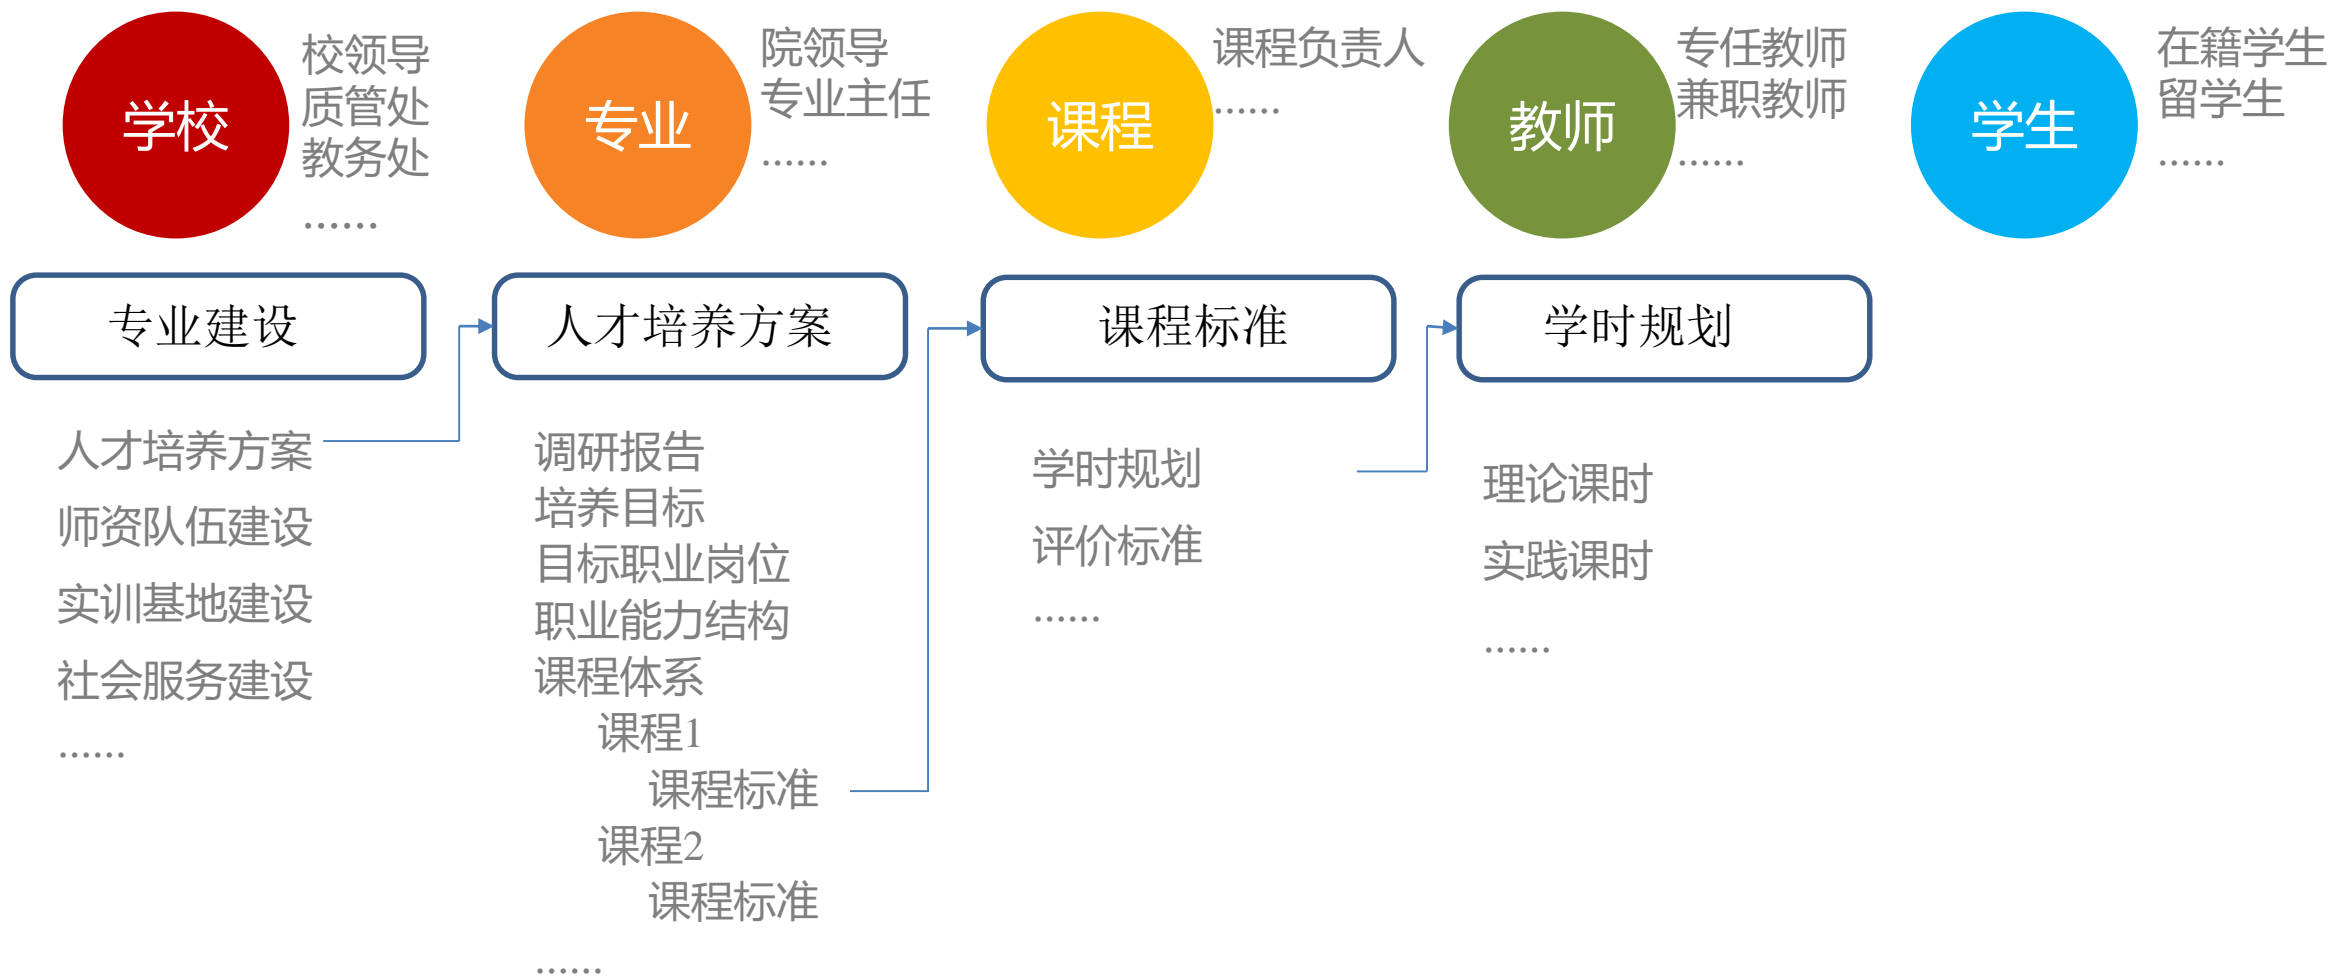 学校
校领导
质管处
教务处
......
专业
院领导
专业主任
......
课程
课程负责人
......
教师
专任教师
兼职教师
......
学生
在籍学生
留学生
......
专业建设
人才培养方案
师资队伍建设
实训基地建设
社会服务建设
......
人才培养方案
调研报告
培养目标
目标职业岗位
职业能力结构
课程体系
课程1
课程标准
课程2
课程标准
......
课程标准
学时规划
评价标准
......
学时规划
理论课时
实践课时
......